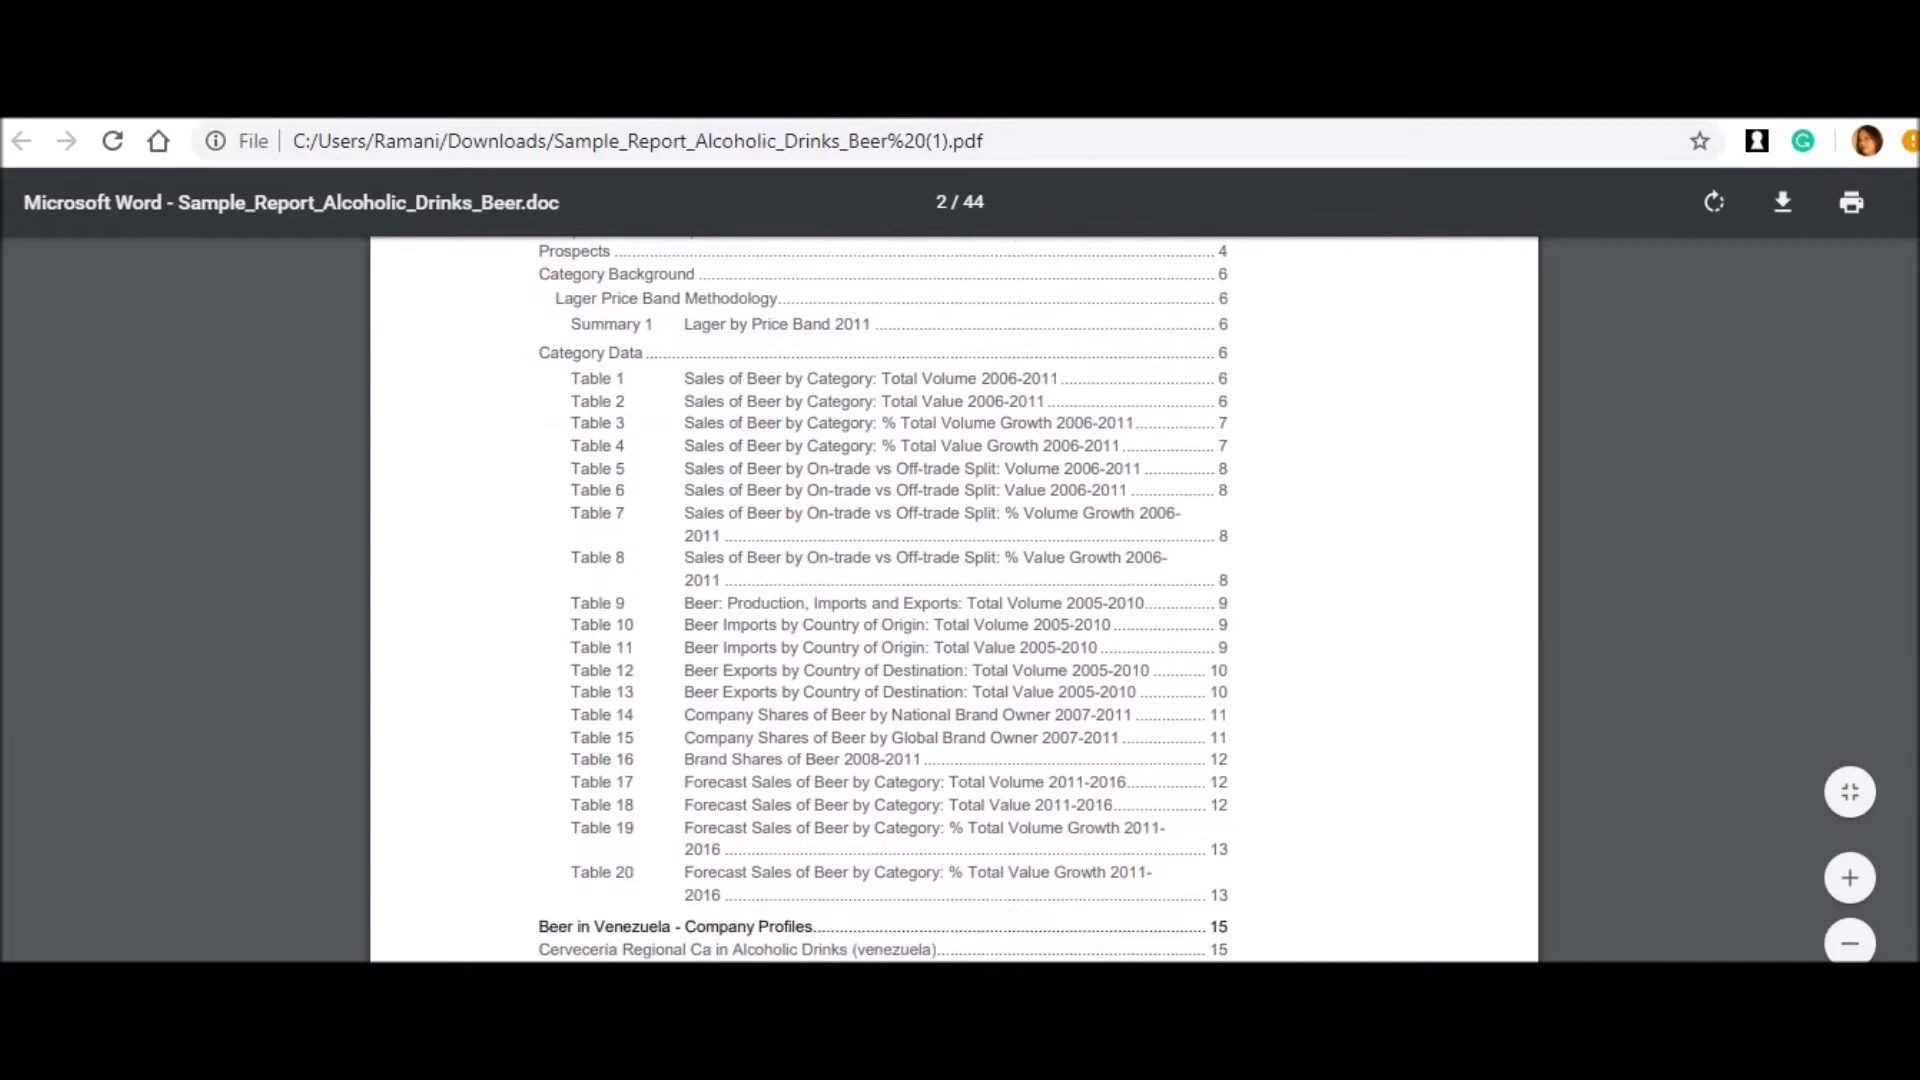 File C:/Users/Ramani/Downloads/Sample_Report_Alcoholic_Drinks_Beer%20(1).pdf
Microsoft Word - Sample_Report_Alcoholic_Drinks_Beer.doc 2 / 44
Prospects 4
Category Background 6
Lager Price Band Methodology 6
Summary 1 Lager by Price Band 2011 6
Category Data 6
Table 1 Sales of Beer by Category: Total Volume 2006-2011 6
Table 2 Sales of Beer by Category: Total Value 2006-2011 6
Table 3 Sales of Beer by Category: % Total Volume Growth 2006-2011 7
Table 4 Sales of Beer by Category: % Total Value Growth 2006-2011 7
Table 5 Sales of Beer by On-trade vs Off-trade Split: Volume 2006-2011 8
Table 6 Sales of Beer by On-trade vs Off-trade Split: Value 2006-2011 8
Table 7 Sales of Beer by On-trade vs Off-trade Split: % Volume Growth 2006-
2011 8
Table 8 Sales of Beer by On-trade vs Off-trade Split: % Value Growth 2006-
2011 8
Table 9 Beer: Production, Imports and Exports: Total Volume 2005-2010 9
Table 10 Beer Imports by Country of Origin: Total Volume 2005-2010 9
Table 11 Beer Imports by Country of Origin: Total Value 2005-2010 9
Table 12 Beer Exports by Country of Destination: Total Volume 2005-2010 10
Table 13 Beer Exports by Country of Destination: Total Value 2005-2010 10
Table 14 Company Shares of Beer by National Brand Owner 2007-2011 11
Table 15 Company Shares of Beer by Global Brand Owner 2007-2011 11
Table 16 Brand Shares of Beer 2008-2011 12
Table 17 Forecast Sales of Beer by Category: Total Volume 2011-2016 12
Table 18 Forecast Sales of Beer by Category: Total Value 2011-2016 12
Table 19 Forecast Sales of Beer by Category: % Total Volume Growth 2011-
2016 13
Table 20 Forecast Sales of Beer by Category: % Total Value Growth 2011-
2016 13
Beer in Venezuela - Company Profiles 15
Cervecería Regional Ca in Alcoholic Drinks (venezuela) 15